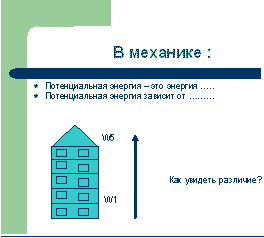 В механике :
Потенциальная энергия – это энергия .....
Потенциальная энергия зависит от .........
W5
Как увидеть различие?
W1